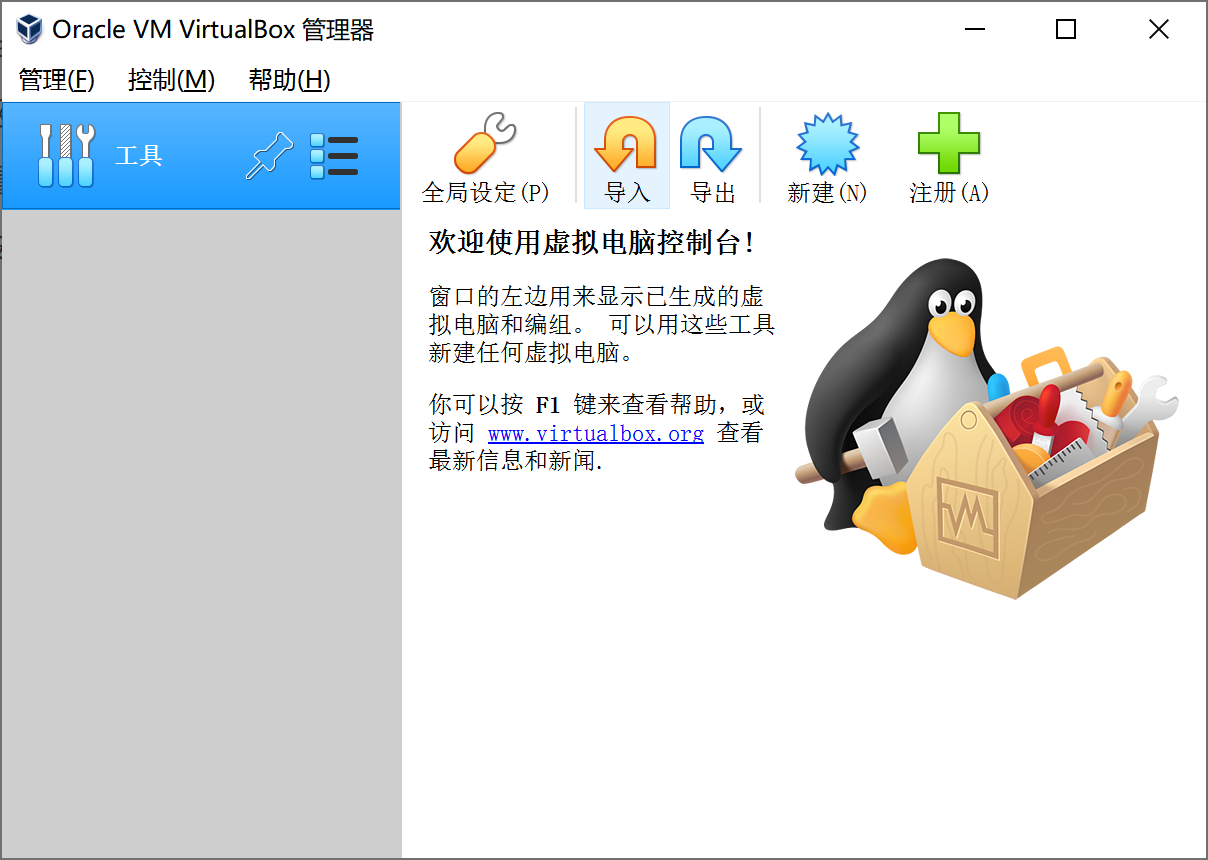 Oracle VM VirtualBox 管理器
管理(F) 控制(M) 帮助(H)
工具
全局设定(P) 导入 导出 新建(N) 注册(A)
欢迎使用虚拟电脑控制台!
窗口的左边用来显示已生成的虚
拟电脑和编组。 可以用这些工具
新建任何虚拟电脑。
你可以按 F1 键来查看帮助，或
访问 www.virtualbox.org 查看
最新信息和新闻.